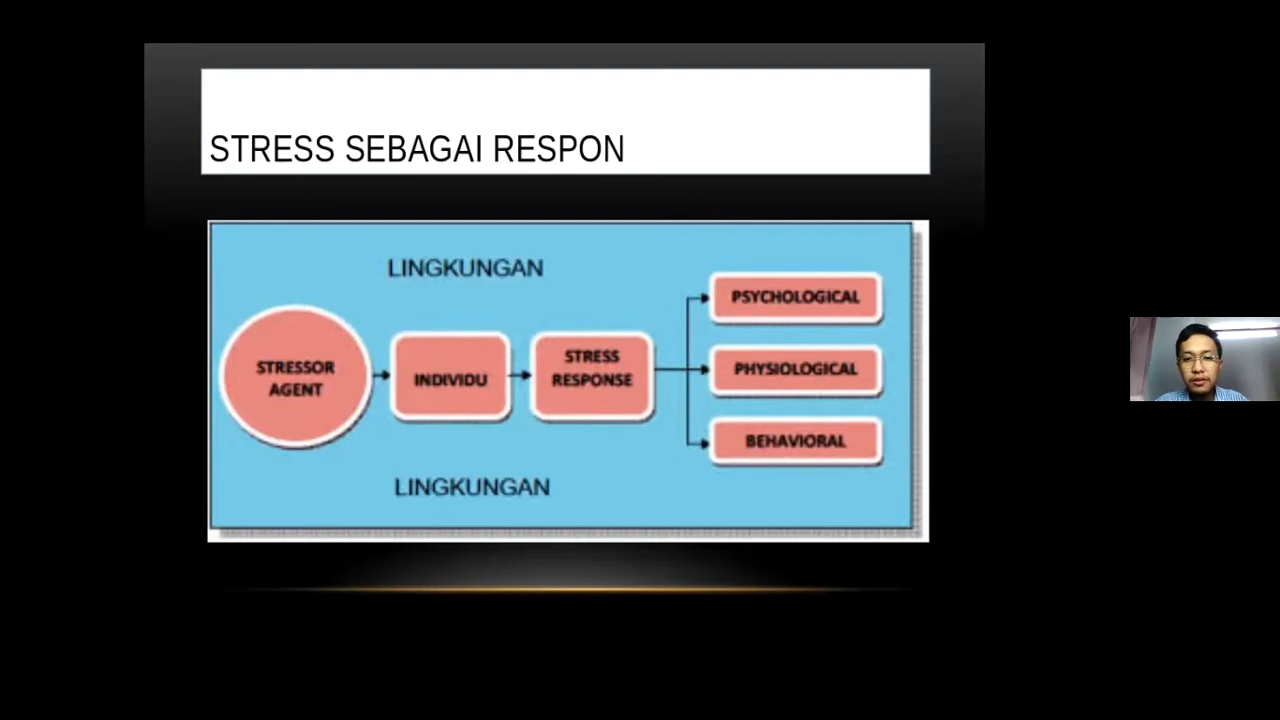 STRESS SEBAGAI RESPON
LINGKUNGAN
STRESSOR
AGENT
INDIVIDU
STRESS
RESPONSE
PSYCHOLOGICAL
PHYSIOLOGICAL
BEHAVIORAL
LINGKUNGAN